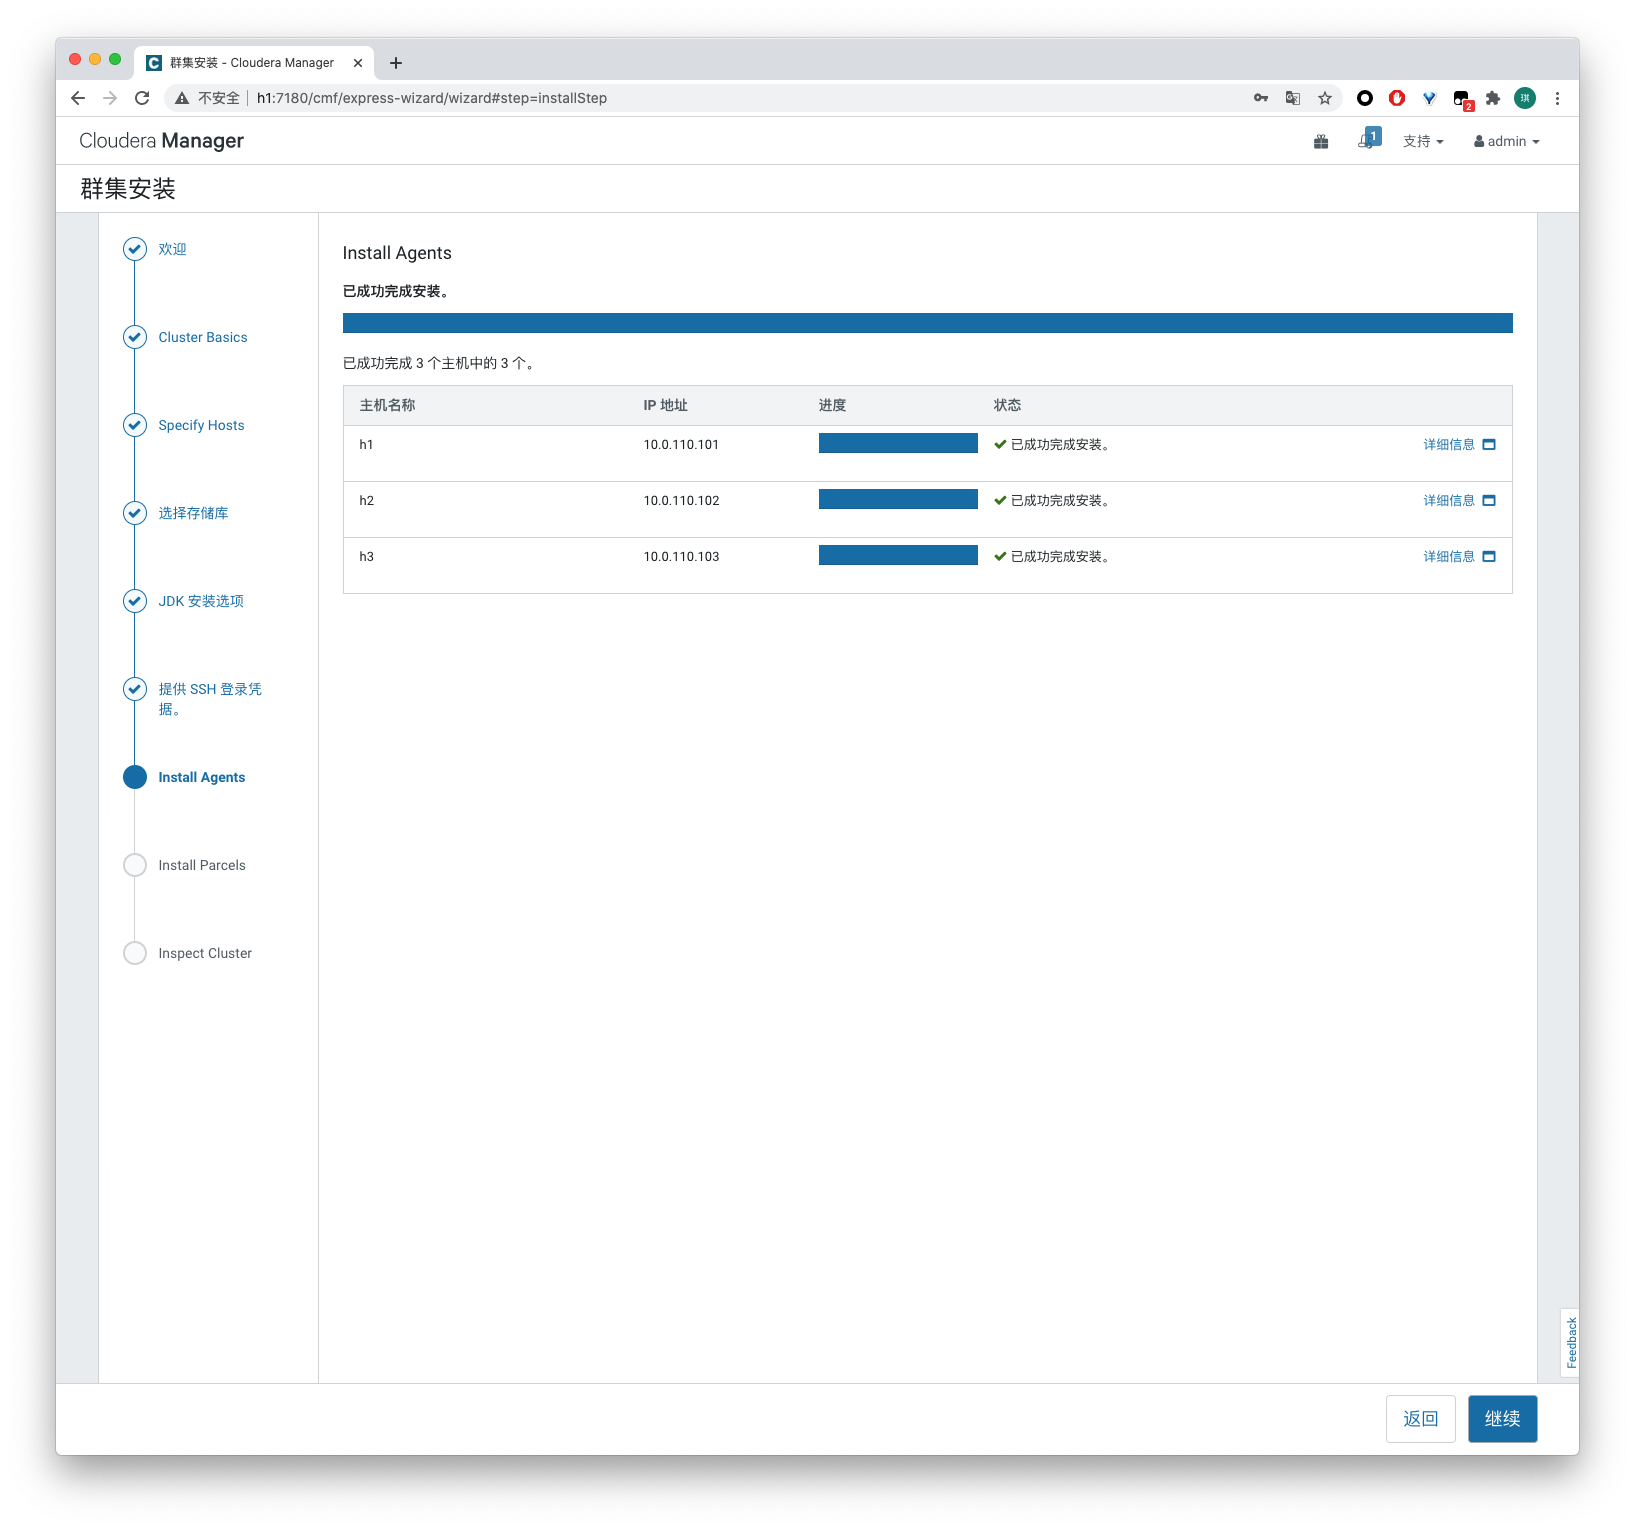 群集安装 - Cloudera Manager
不安全 h1:7180/cmf/express-wizard/wizard#step=installStep
2
琪
Cloudera Manager
1
支持
admin
群集安装
欢迎
Cluster Basics
Specify Hosts
选择存储库
JDK 安装选项
提供 SSH 登录凭
据。
Install Agents
Install Parcels
Inspect Cluster
Install Agents
已成功完成安装。
已成功完成 3 个主机中的 3 个。
主机名称 IP 地址 进度 状态
h1 10.0.110.101 已成功完成安装。 详细信息
h2 10.0.110.102 已成功完成安装。 详细信息
h3 10.0.110.103 已成功完成安装。 详细信息
Feedback
返回
继续